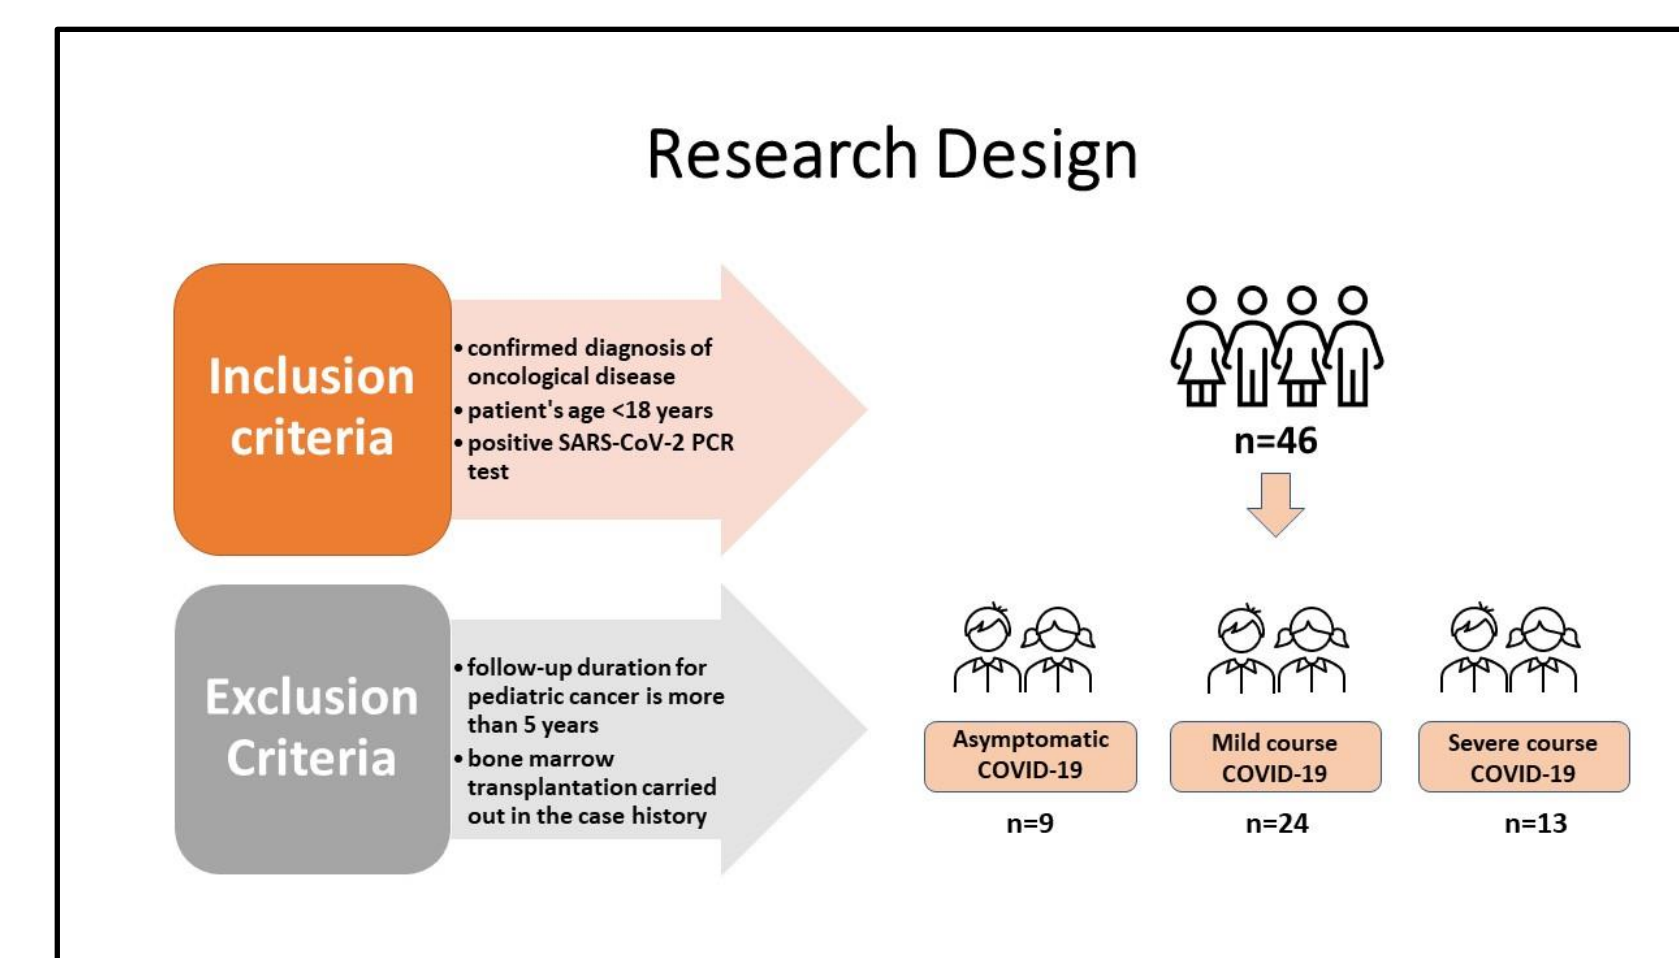 Research Design
Inclusion
criteria
• confirmed diagnosis of
oncological disease
• patient's age <18 years
• positive SARS-CoV-2 PCR
test
Exclusion
Criteria
• follow-up duration for
pediatric cancer is more
than 5 years
• bone marrow
transplantation carried
out in the case history
n=46
Asymptomatic
COVID-19
n=9
Mild course
COVID-19
n=24
Severe course
COVID-19
n=13